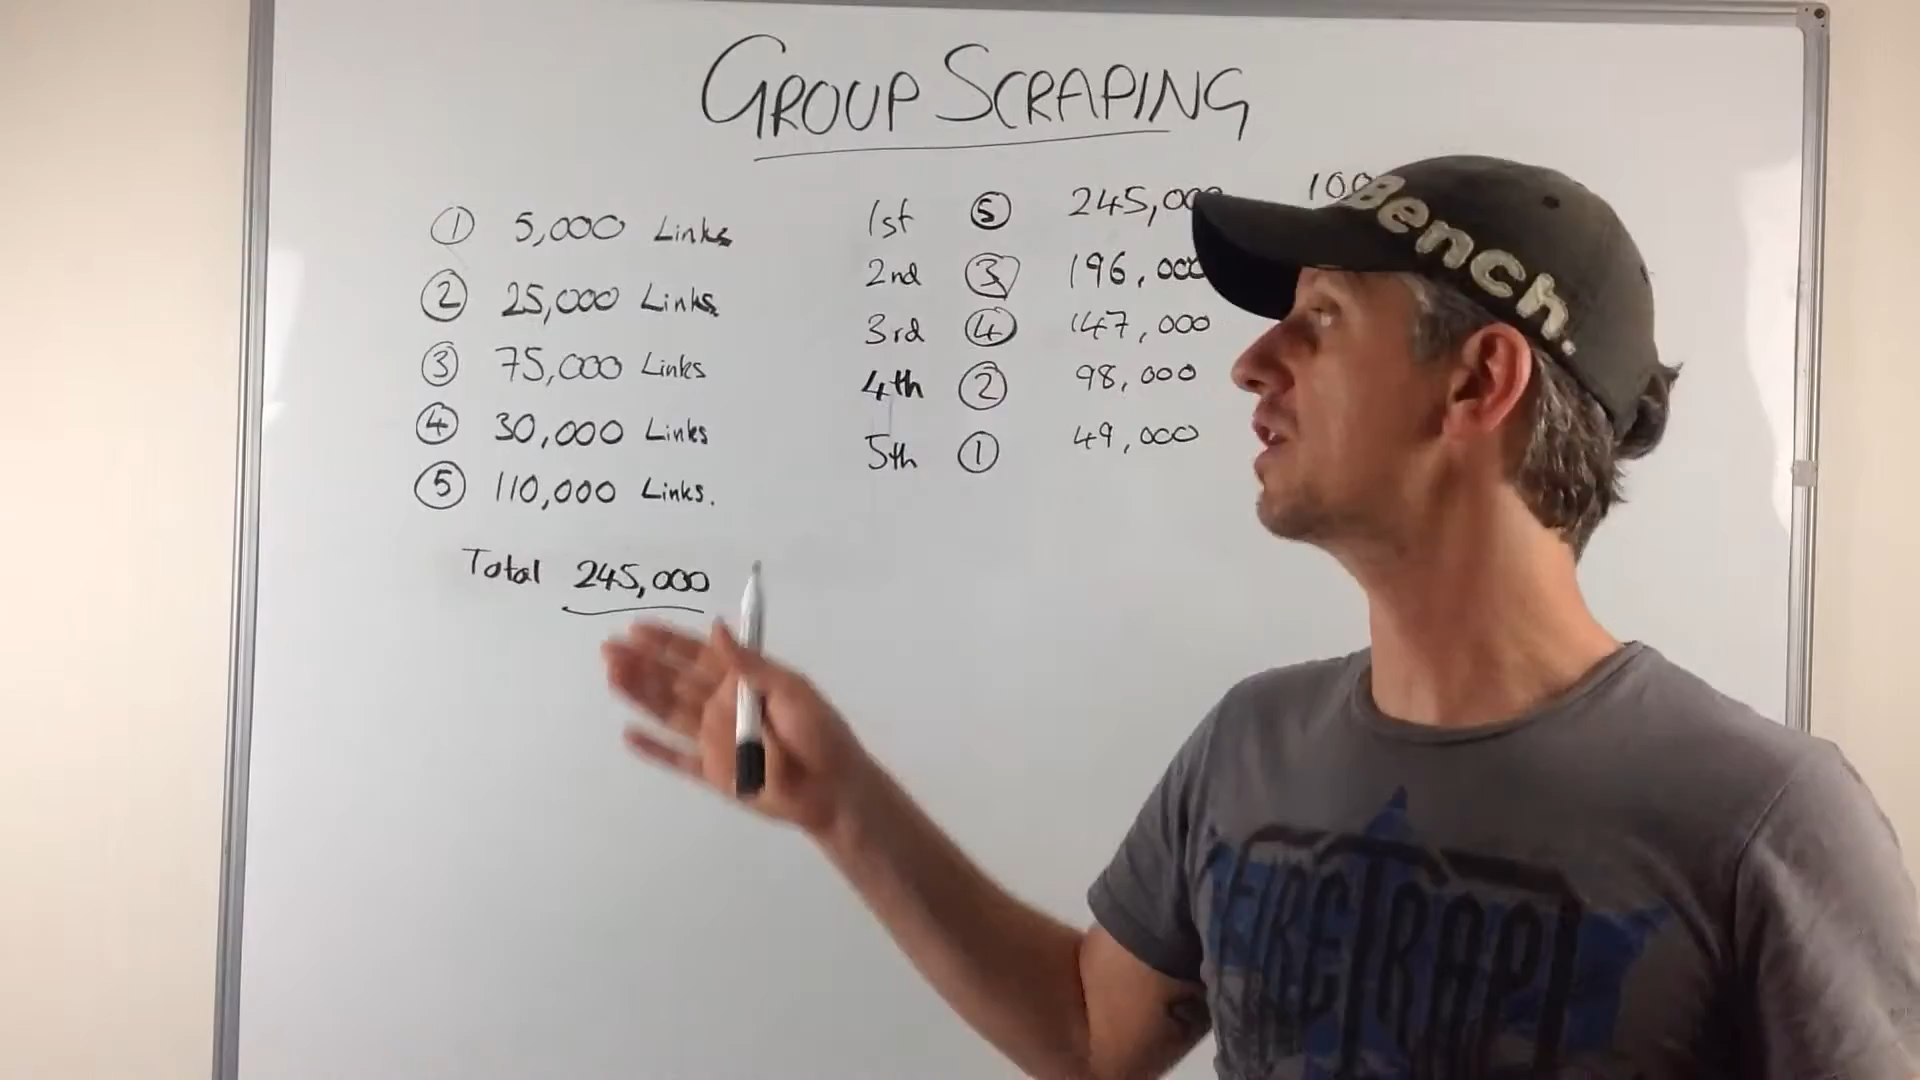 GROUP SCRAPING
① 5,000 Links
② 25,000 Links
③ 75,000 Links
④ 30,000 Links
⑤ 110,000 Links.
Total 245,000
1st ⑤ 245,000
2nd ③ 196,000
3rd ④ 147,000
4th ② 98,000
5th ① 49,000
Bench.
FIRETRAP